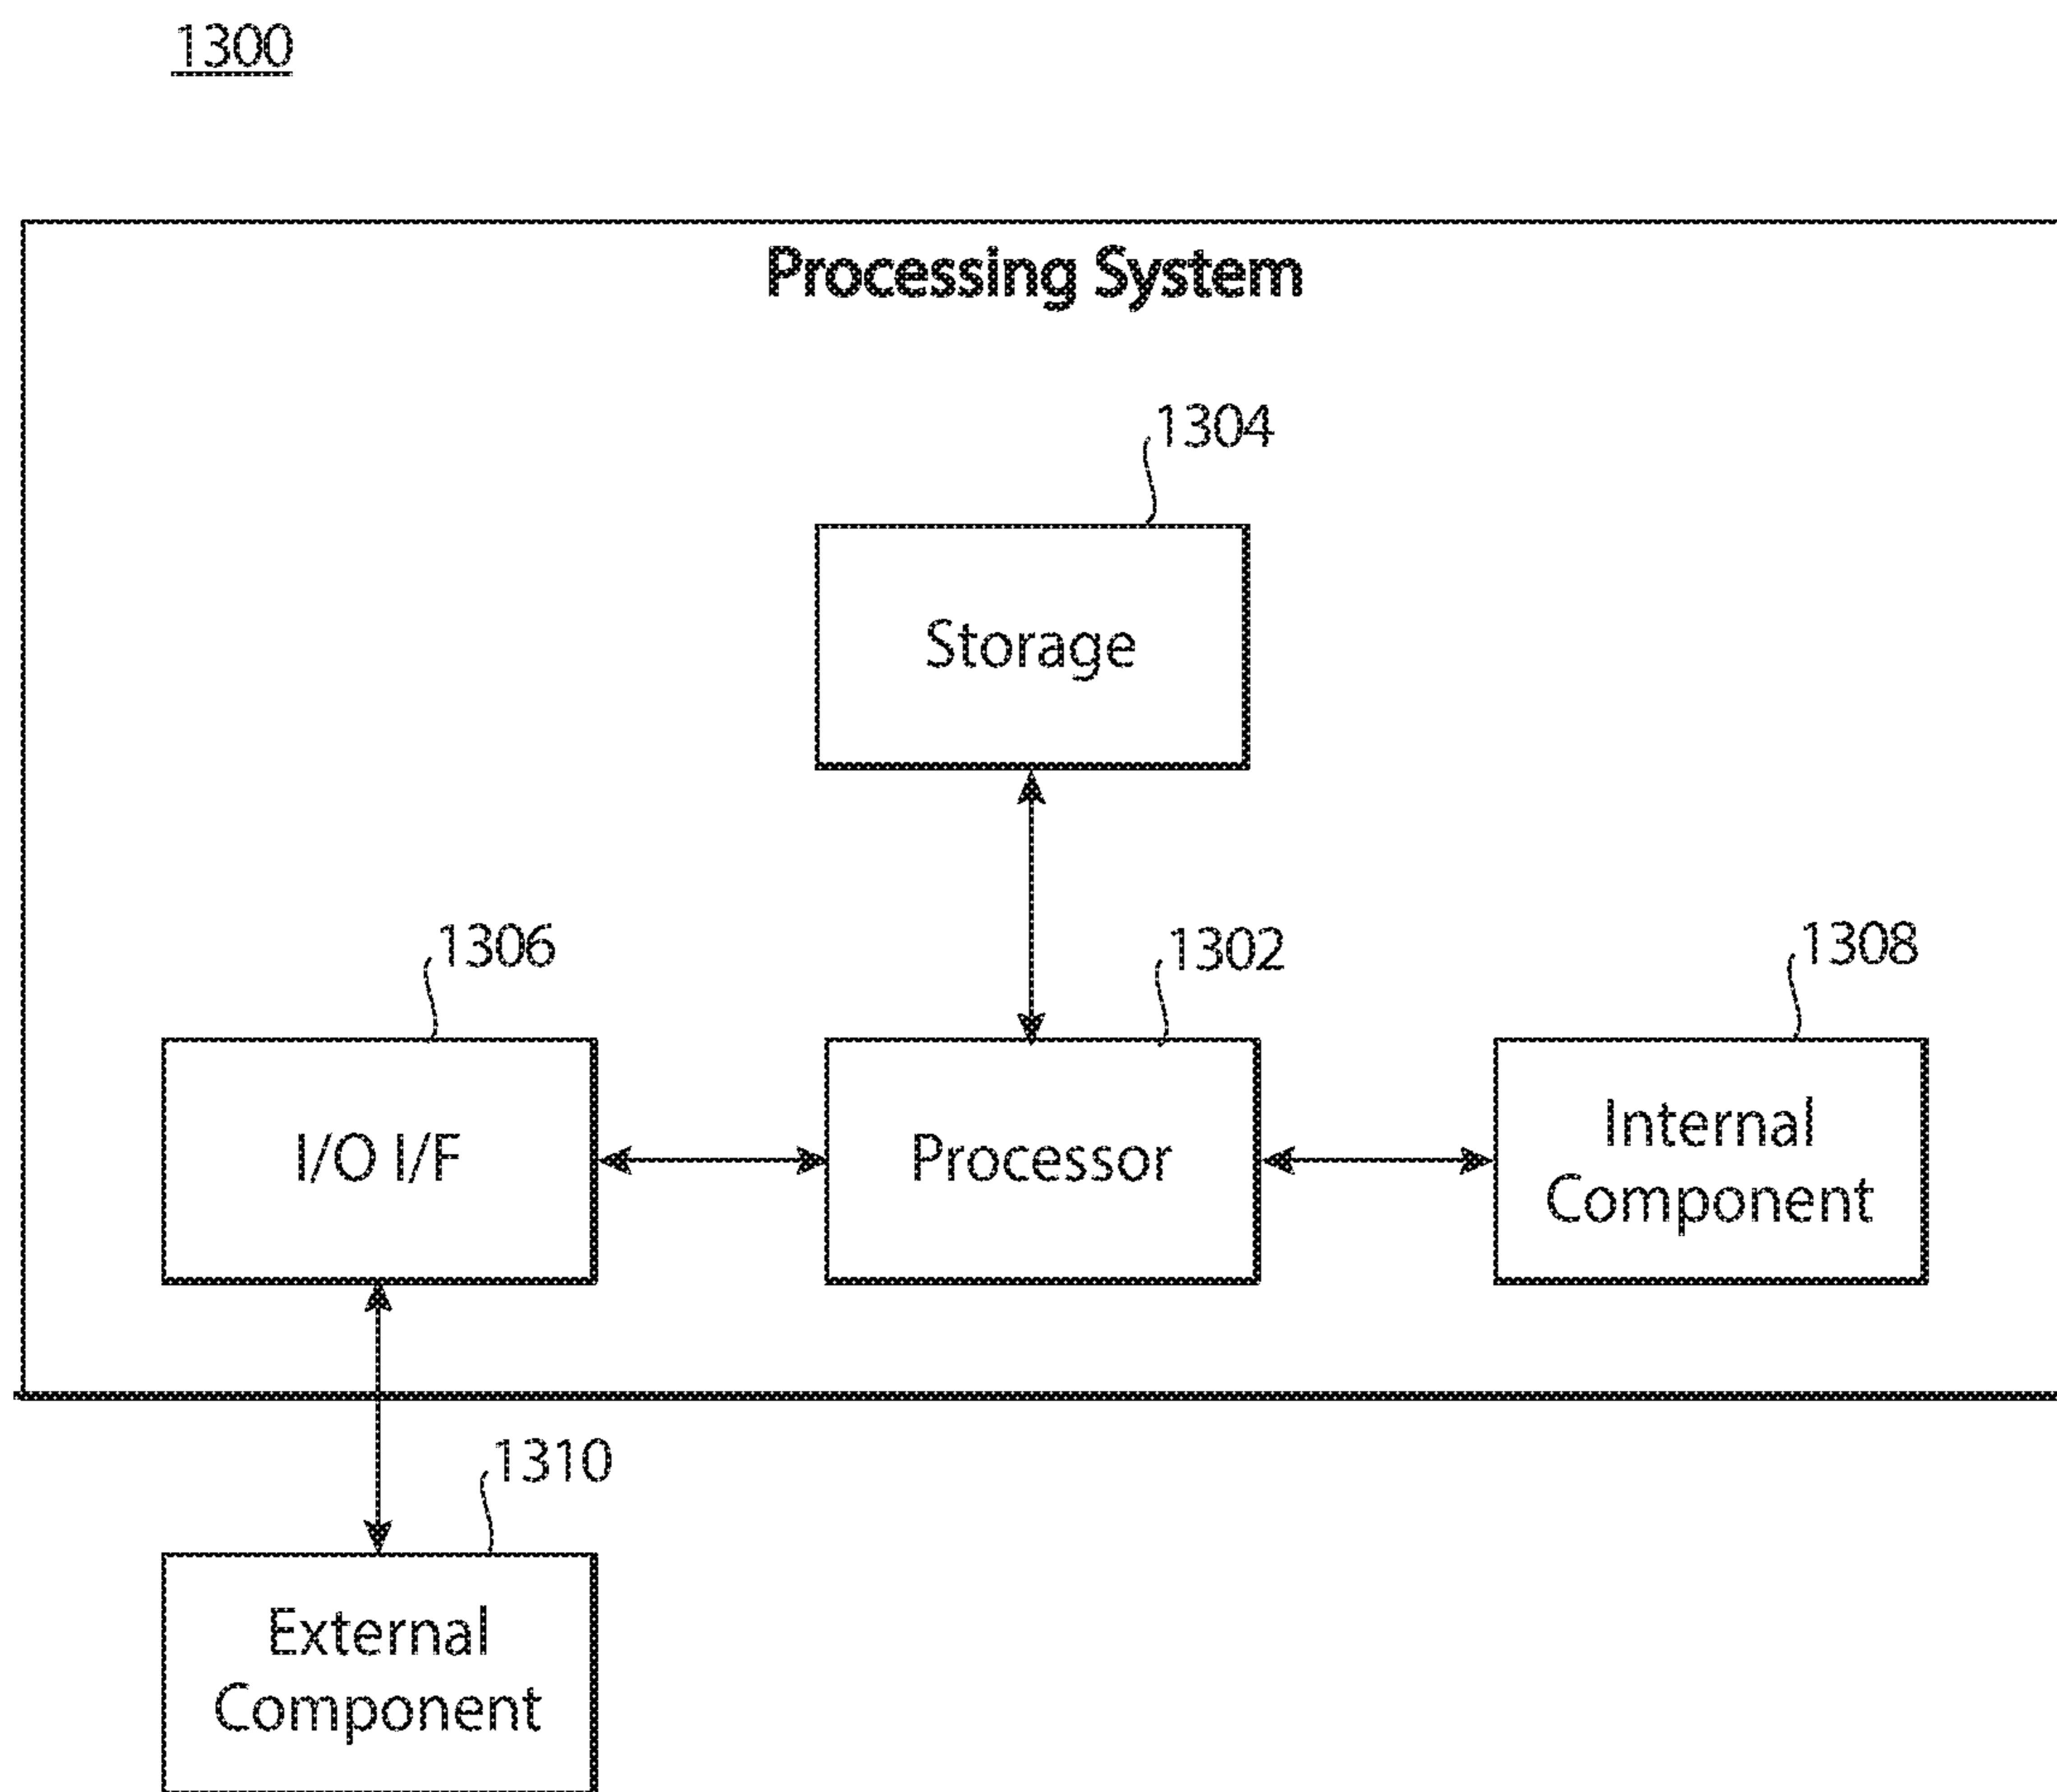 1300
Processing System
1304
Storage
1306
1302
1308
I/O I/F
Processor
Internal
Component
1310
External
Component